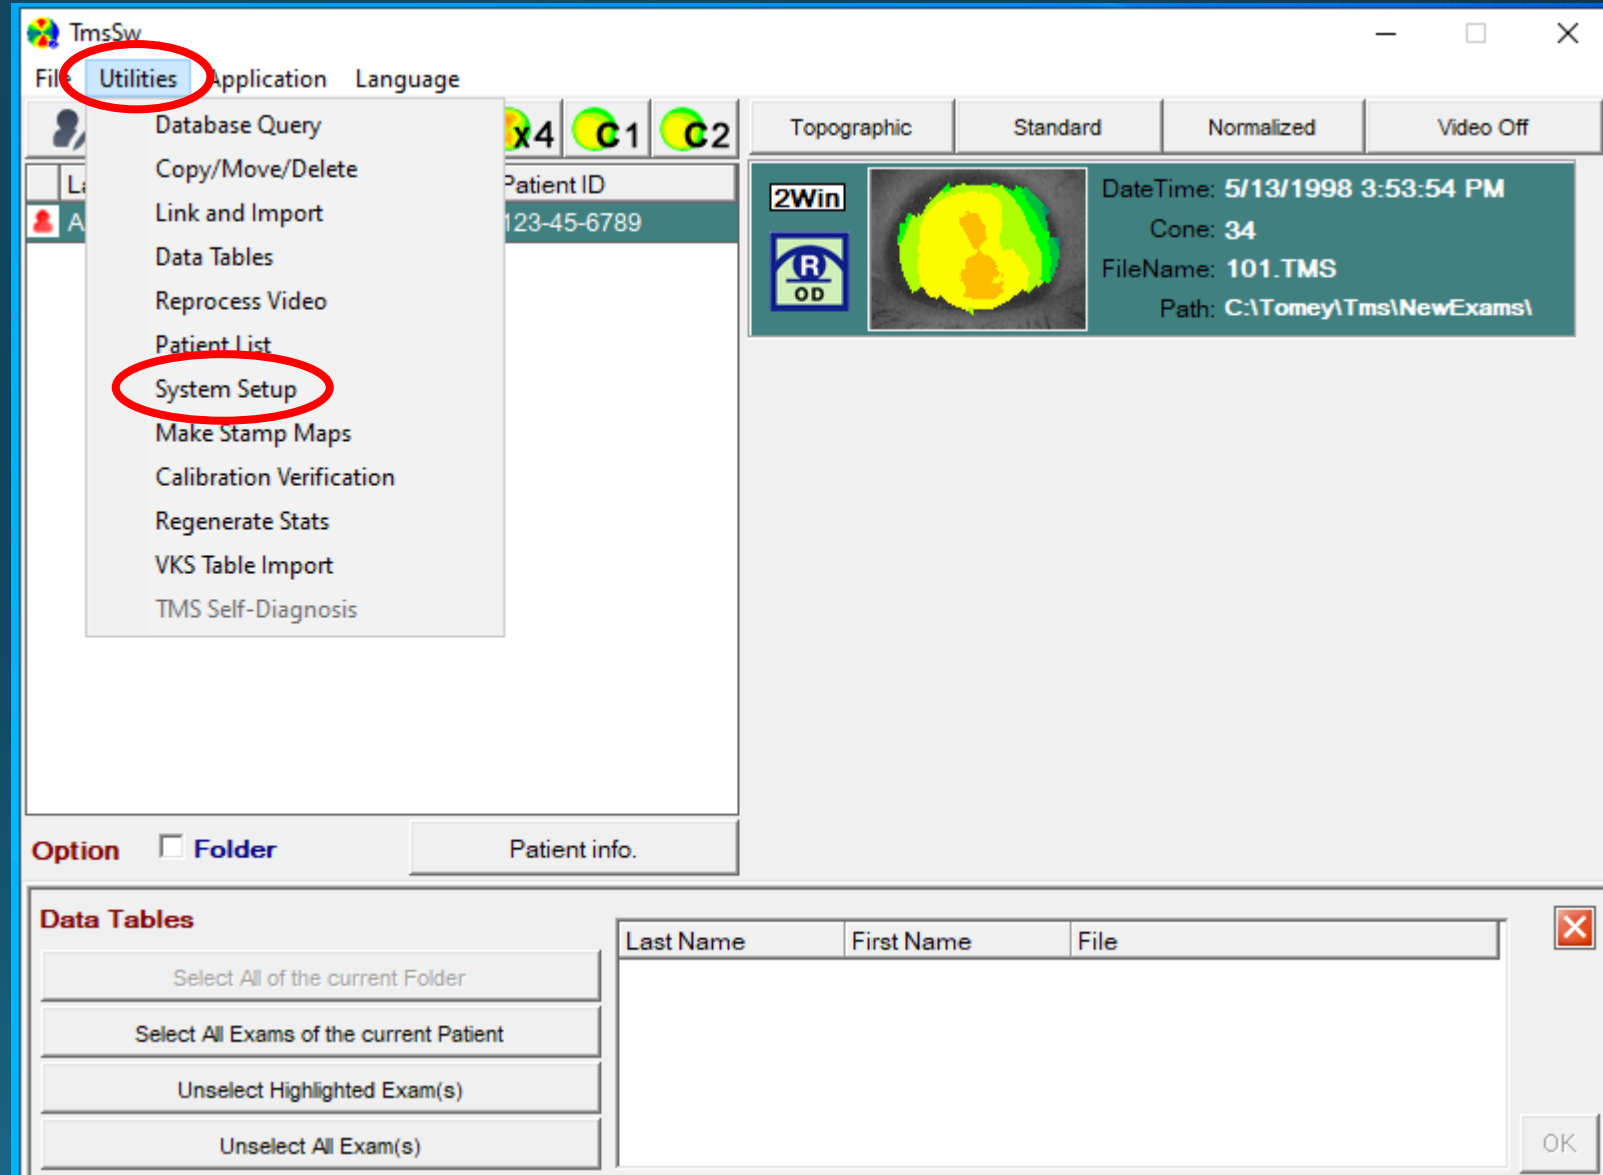 TmsSw
File Utilities Application Language
Database Query
Copy/Move/Delete
Link and Import
Data Tables
Reprocess Video
Patient List
System Setup
Make Stamp Maps
Calibration Verification
Regenerate Stats
VKS Table Import
TMS Self-Diagnosis
x4 C1 C2
Patient ID
A
123-45-6789
Topographic Standard Normalized Video Off
2Win
R
OD
DateTime: 5/13/1998 3:53:54 PM
Cone: 34
FileName: 101.TMS
Path: C:\Tomey\Tms\NewExams\
Option Folder Patient info.
Data Tables
Select All of the current Folder
Select All Exams of the current Patient
Unselect Highlighted Exam(s)
Unselect All Exam(s)
Last Name First Name File
OK